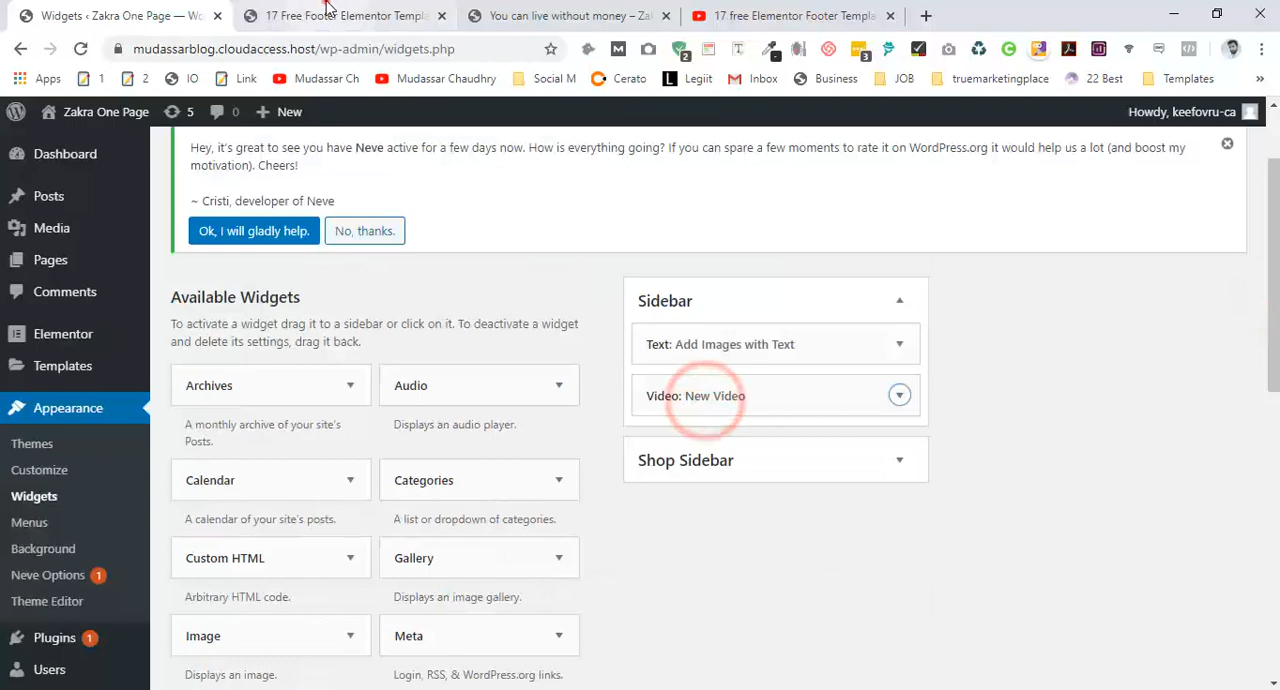 Widgets ‹ Zakra One Page — Wo
17 Free Footer Elementor Templa
You can live without money – Zak
17 free Elementor Footer Templa
mudassarblog.cloudaccess.host/wp-admin/widgets.php
Apps
1
2
IO
Link
Mudassar Ch
Mudassar Chaudhry
Social M
Cerato
Legiit
Inbox
Business
JOB
truemarketingplace
22 Best
Templates
»
Zakra One Page
5
0
New
Howdy, keefovru-ca
Dashboard
Posts
Media
Pages
Comments
Elementor
Templates
Appearance
Themes
Customize
Widgets
Menus
Background
Neve Options 1
Theme Editor
Plugins 1
Users
Hey, it's great to see you have Neve active for a few days now. How is everything going? If you can spare a few moments to rate it on WordPress.org it would help us a lot (and boost my
motivation). Cheers!
~ Cristi, developer of Neve
Ok, I will gladly help.
No, thanks.
Available Widgets
To activate a widget drag it to a sidebar or click on it. To deactivate a widget
and delete its settings, drag it back.
Archives
A monthly archive of your site's
Posts.
Audio
Displays an audio player.
Calendar
A calendar of your site's posts.
Categories
A list or dropdown of categories.
Custom HTML
Arbitrary HTML code.
Gallery
Displays an image gallery.
Image
Displays an image.
Meta
Login, RSS, & WordPress.org links.
Sidebar
Text: Add Images with Text
Video: New Video
Shop Sidebar